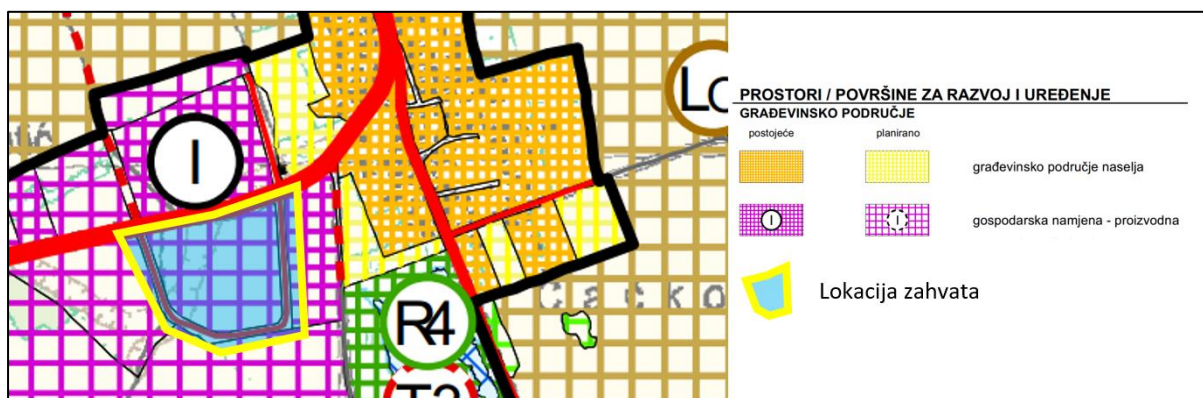 I
R4
PROSTORI / POVRŠINE ZA RAZVOJ I UREĐENJE
GRAĐEVINSKO PODRUČJE
postojeće planirano
građevinsko područje naselja
I I gospodarska namjena - proizvodna
Lokacija zahvata